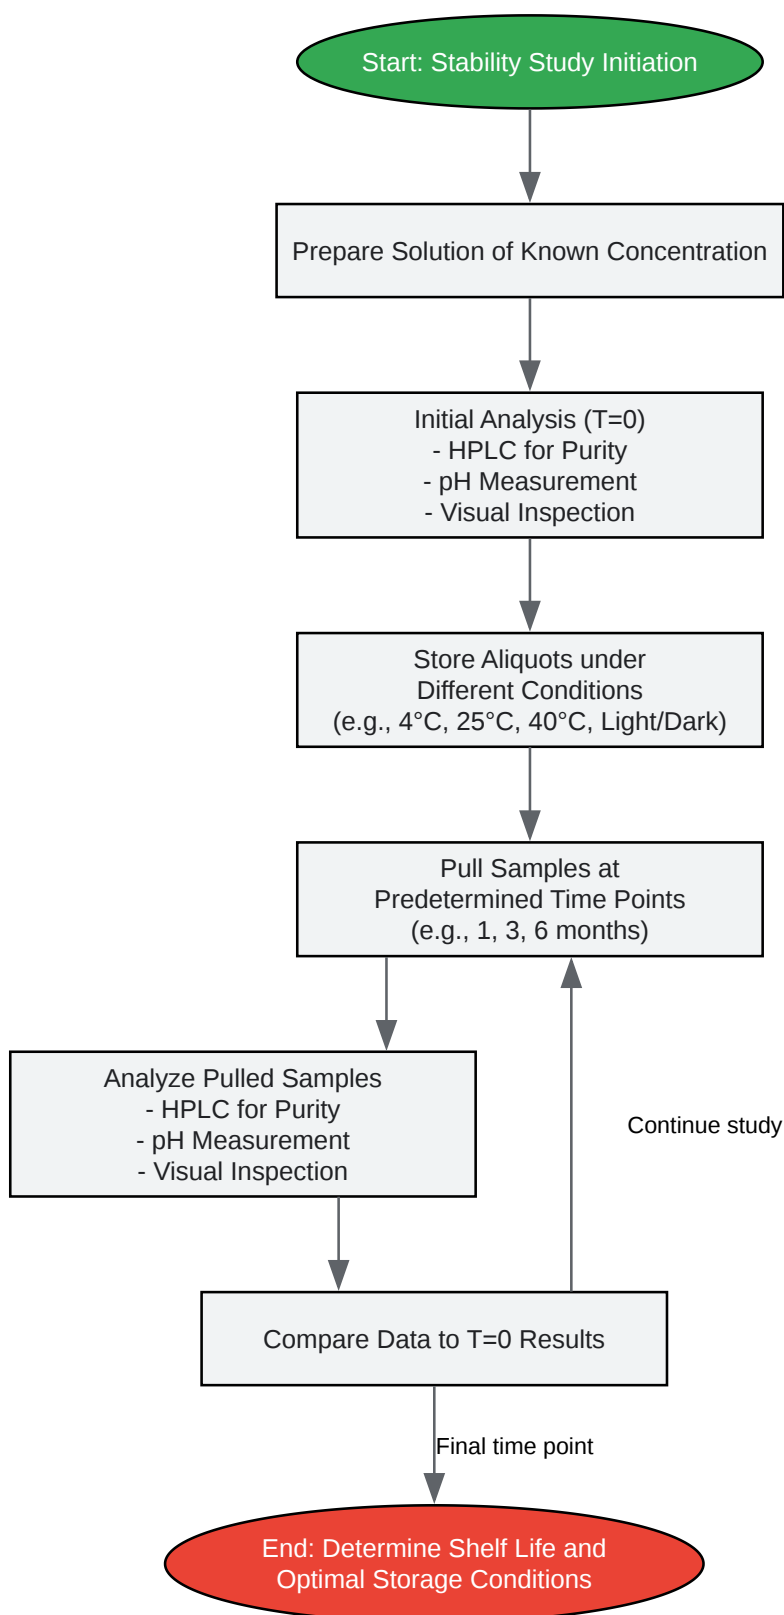 Start: Stability Study Initiation
Prepare Solution of Known Concentration
Initial Analysis (T=0)
- HPLC for Purity
- pH Measurement
- Visual Inspection
Store Aliquots under
Different Conditions
(e.g., 4°C, 25°C, 40°C, Light/Dark)
Pull Samples at
Predetermined Time Points
(e.g., 1, 3, 6 months)
Analyze Pulled Samples
- HPLC for Purity
- pH Measurement
- Visual Inspection
Continue study
Compare Data to T=0 Results
Final time point
End: Determine Shelf Life and
Optimal Storage Conditions